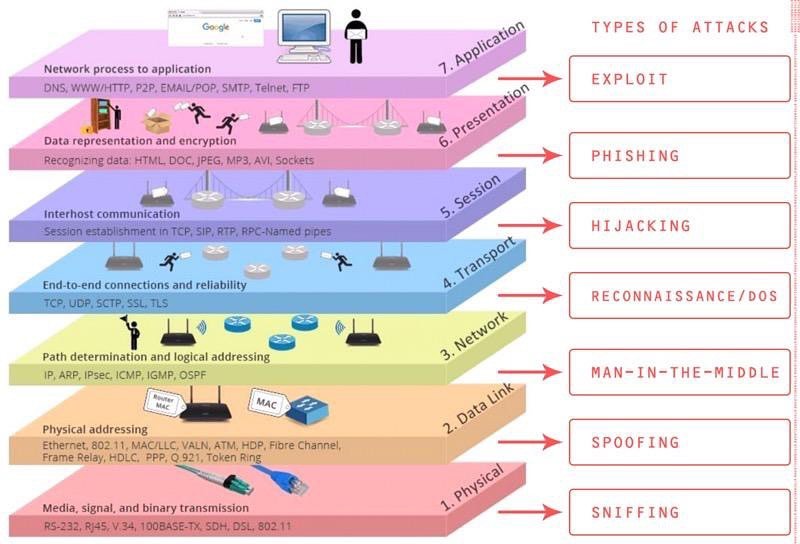 Google
7. Application
Network process to application
DNS, WWW/HTTP, P2P, EMAIL/POP, SMTP, Telnet, FTP
6. Presentation
Data representation and encryption
Recognizing data: HTML, DOC, JPEG, MP3, AVI, Sockets
5. Session
Interhost communication
Session establishment in TCP, SIP, RTP, RPC-Named pipes
4. Transport
End-to-end connections and reliability
TCP, UDP, SCTP, SSL, TLS
3. Network
Path determination and logical addressing
IP, ARP, IPsec, ICMP, IGMP, OSPF
Router
MAC
MAC
2. Data Link
Physical addressing
Ethernet, 802.11, MAC/LLC, VALN, ATM, HDP, Fibre Channel,
Frame Relay, HDLC, PPP, Q.921, Token Ring
1. Physical
Media, signal, and binary transmission
RS-232, RJ45, V.34, 100BASE-TX, SDH, DSL, 802.11
TYPES OF ATTACKS
EXPLOIT
PHISHING
HIJACKING
RECONNAISSANCE/DOS
MAN-IN-THE-MIDDLE
SPOOFING
SNIFFING